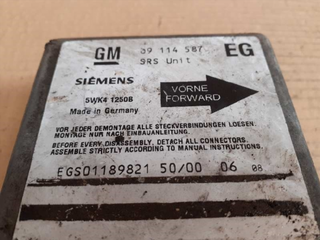 GM 09 114 587 EG
SRS Unit
SIEMENS
5WK4 1250B
Made in Germany
VORNE
FORWARD
VOR JEDER DEMONTAGE ALLE STECKVERBINDUNGEN LOESEN.
MONTAGE NUR NACH EINBAUANLEITUNG.
BEFORE EVERY DISASSEMBLY, DETACH ALL CONNECTORS.
ASSEMBLE STRICTLY ACCORDING TO MANUAL INSTRUCTIONS.
EGS01189821 50/00 06 08